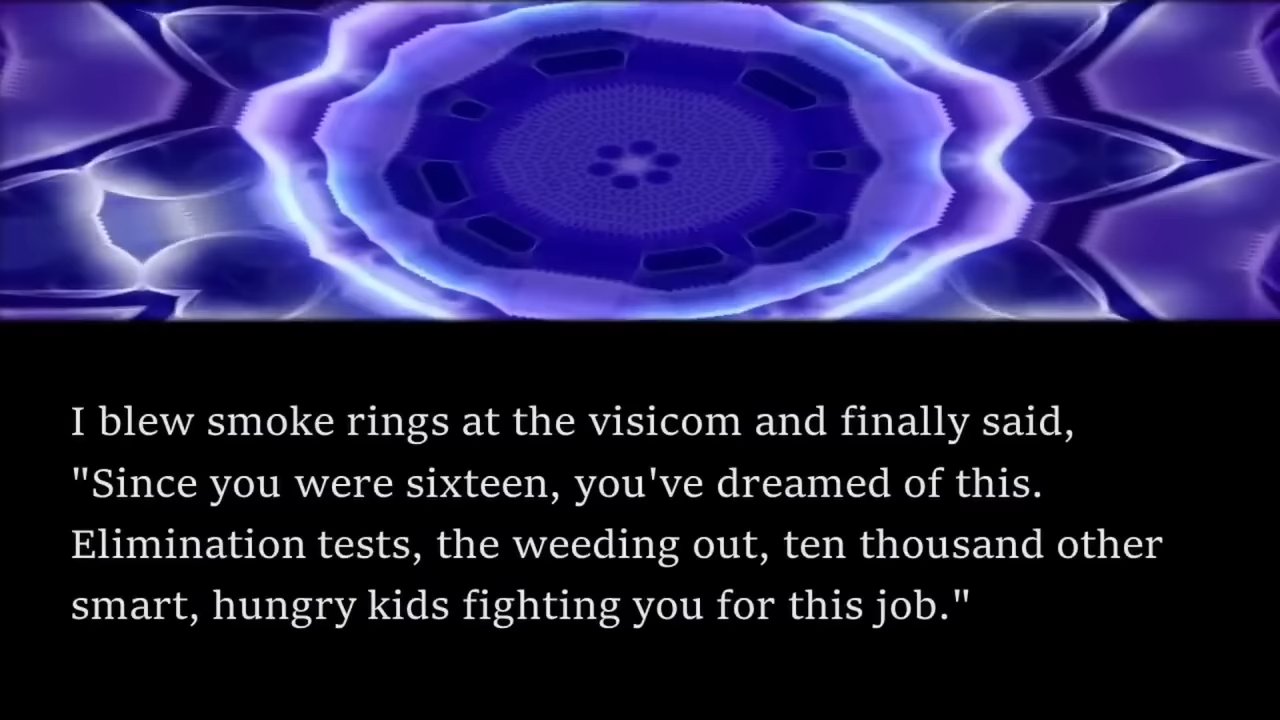 I blew smoke rings at the visicom and finally said,
"Since you were sixteen, you've dreamed of this.
Elimination tests, the weeding out, ten thousand other
smart, hungry kids fighting you for this job."